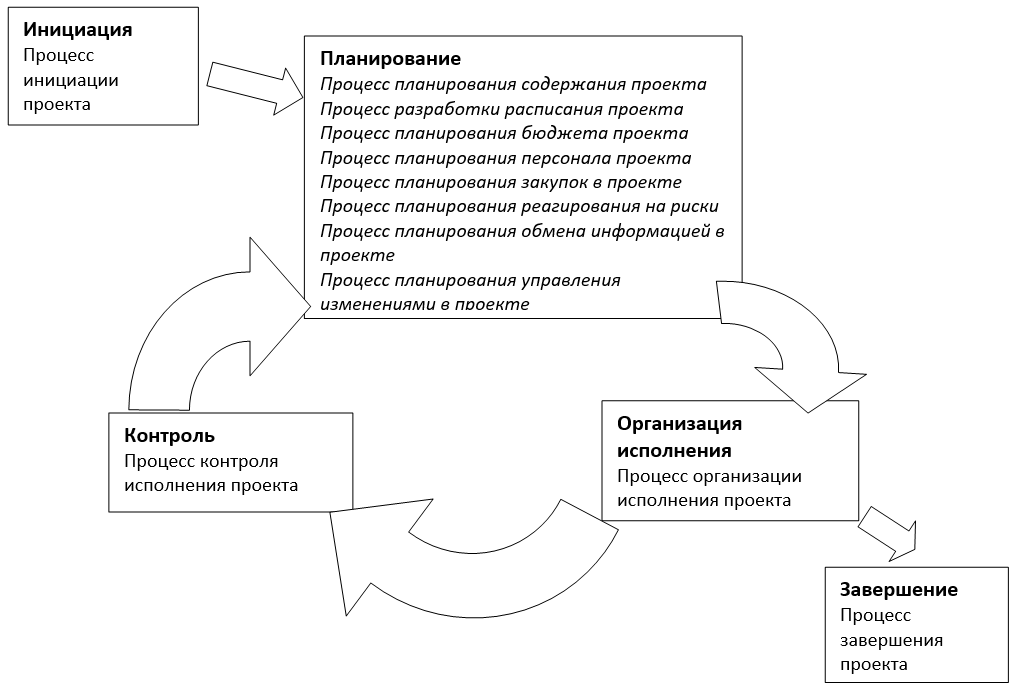 Инициация
Процесс
инициации
проекта
Планирование
Процесс планирования содержания проекта
Процесс разработки расписания проекта
Процесс планирования бюджета проекта
Процесс планирования персонала проекта
Процесс планирования закупок в проекте
Процесс планирования реагирования на риски
Процесс планирования обмена информацией в
проекте
Процесс планирования управления
изменениями в проекте
Организация
исполнения
Процесс организации
исполнения проекта
Контроль
Процесс контроля
исполнения проекта
Завершение
Процесс
завершения
проекта